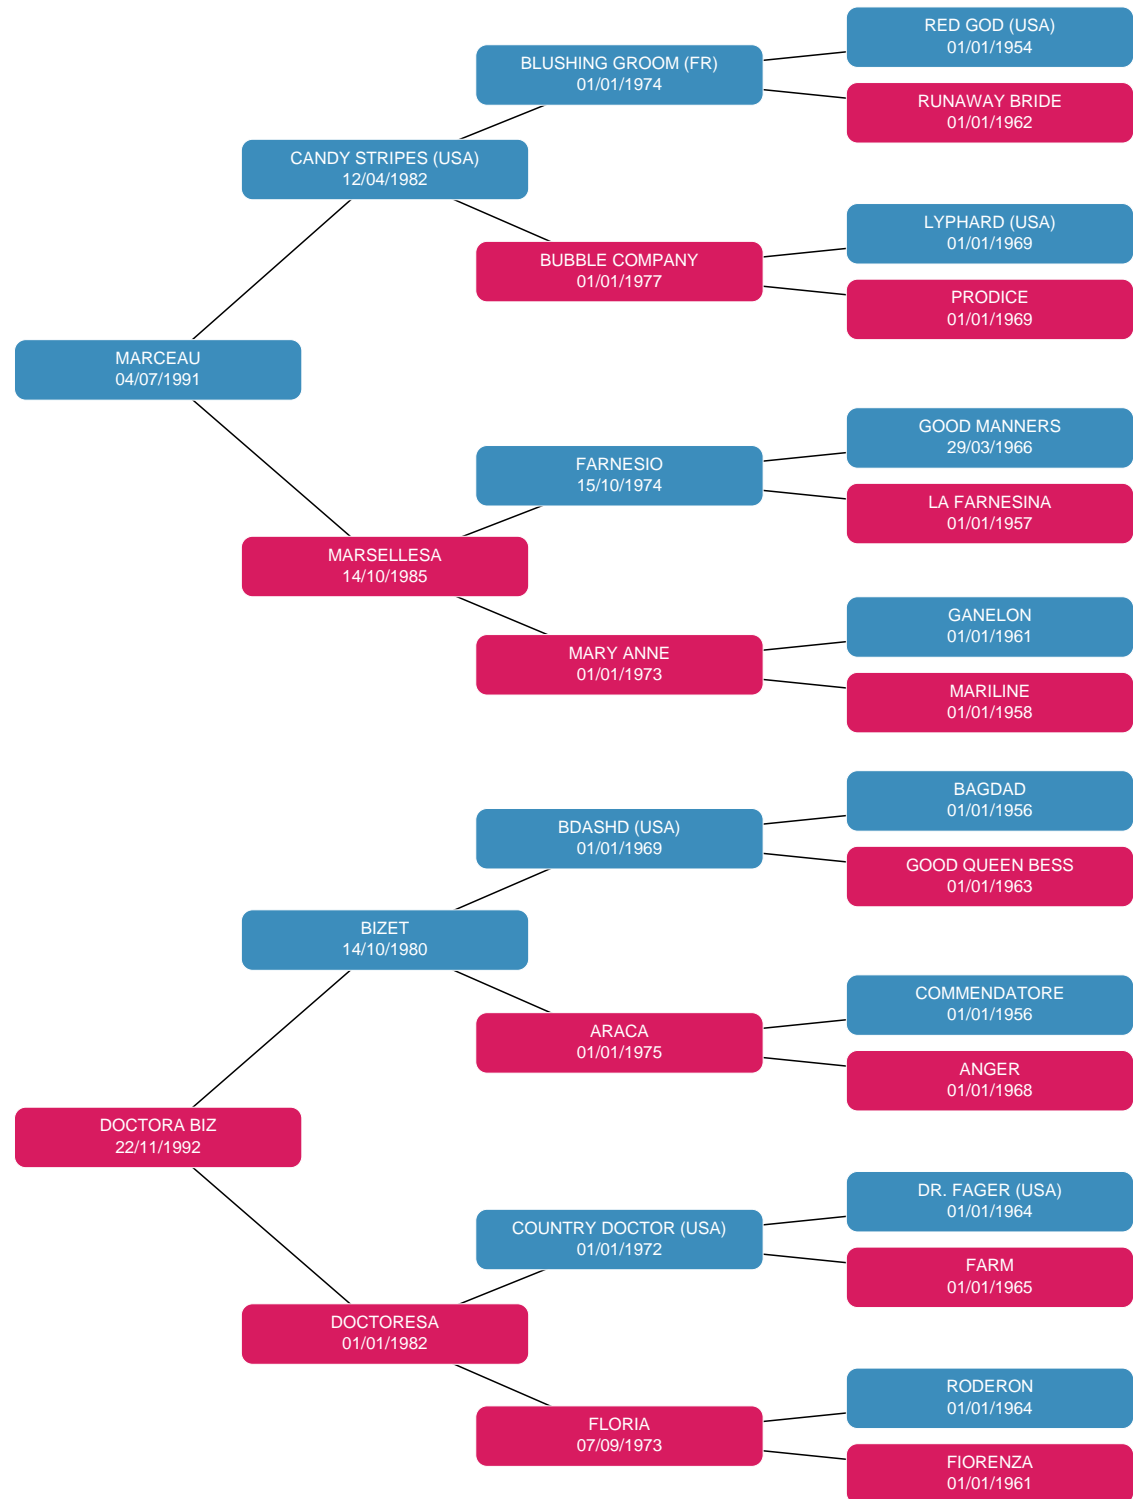 RED GOD (USA)
01/01/1954
BLUSHING GROOM (FR)
01/01/1974
RUNAWAY BRIDE
01/01/1962
CANDY STRIPES (USA)
12/04/1982
LYPHARD (USA)
01/01/1969
BUBBLE COMPANY
01/01/1977
PRODICE
01/01/1969
MARCEAU
04/07/1991
GOOD MANNERS
29/03/1966
FARNESIO
15/10/1974
LA FARNESINA
01/01/1957
MARSELLESA
14/10/1985
GANELON
01/01/1961
MARY ANNE
01/01/1973
MARILINE
01/01/1958
BAGDAD
01/01/1956
BDASHD (USA)
01/01/1969
GOOD QUEEN BESS
01/01/1963
BIZET
14/10/1980
COMMENDATORE
01/01/1956
ARACA
01/01/1975
ANGER
01/01/1968
DOCTORA BIZ
22/11/1992
DR. FAGER (USA)
01/01/1964
COUNTRY DOCTOR (USA)
01/01/1972
FARM
01/01/1965
DOCTORESA
01/01/1982
RODERON
01/01/1964
FLORIA
07/09/1973
FIORENZA
01/01/1961